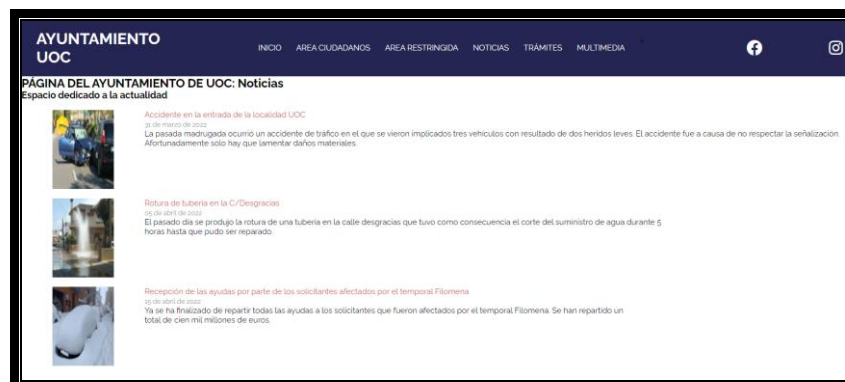 AYUNTAMIENTO
UOC
INICIO AREA CIUDADANOS AREA RESTRINGIDA NOTICIAS TRÁMITES MULTIMEDIA
PÁGINA DEL AYUNTAMIENTO DE UOC: Noticias
Espacio dedicado a la actualidad
Accidente en la entrada de la localidad UOC
31 de marzo de 2022
La pasada madrugada ocurrió un accidente de tráfico en el que se vieron implicados tres vehículos con resultado de dos heridos leves. El accidente fue a causa de no respectar la señalización.
Afortunadamente solo hay que lamentar daños materiales.
Rotura de tuberia en la C/Desgracias
05 de abril de 2022
El pasado día se produjo la rotura de una tuberia en la calle desgracias que tuvo como consecuencia el corte del suministro de agua durante 5
horas hasta que pudo ser reparado.
Recepción de las ayudas por parte de los solicitantes afectados por el temporal Filomena
15 de abril de 2022
Ya se ha finalizado de repartir todas las ayudas a los solicitantes que fueron afectados por el temporal Filomena. Se han repartido un
total de cien mil millones de euros.